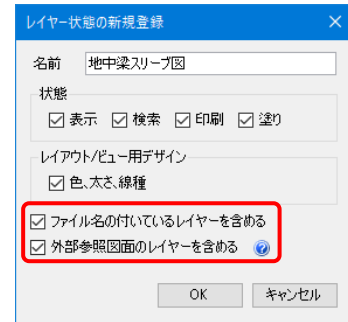 レイヤー状態の新規登録
名前 地中梁スリーブ図
状態
表示 検索 印刷 塗り
レイアウト/ビュー用デザイン
色、太さ、線種
ファイル名の付いているレイヤーを含める
外部参照図面のレイヤーを含める ?
OK キャンセル